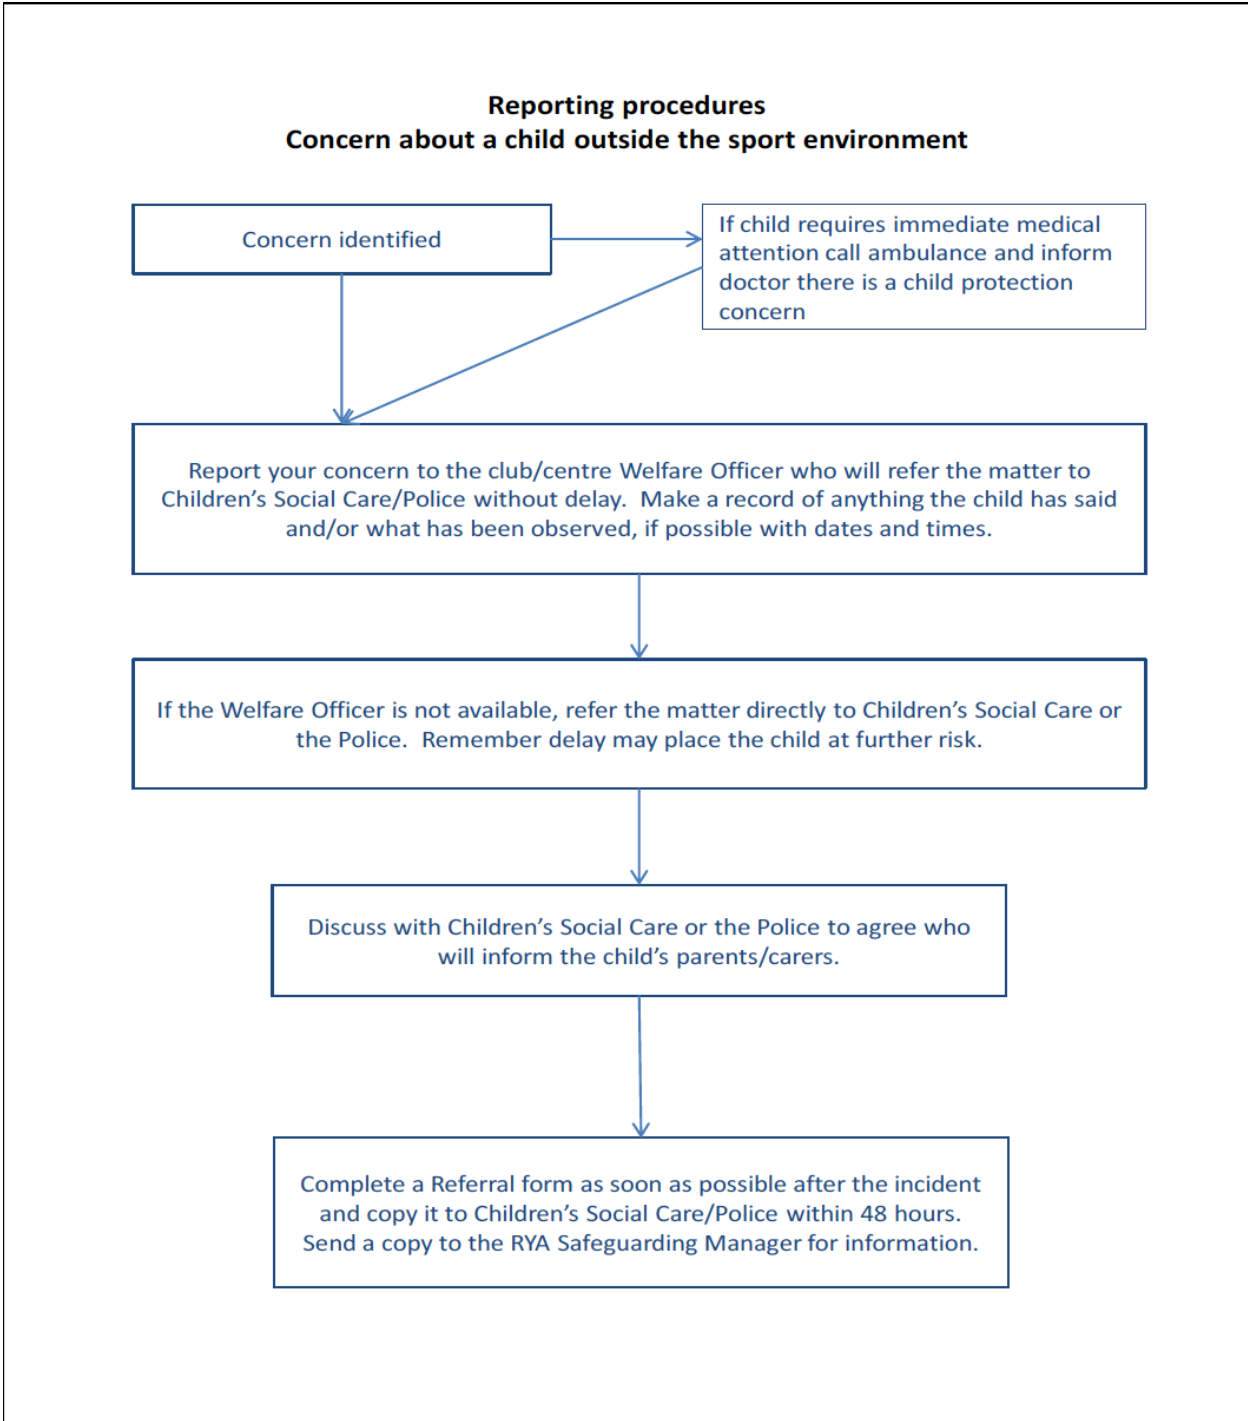 Reporting procedures
Concern about a child outside the sport environment
Concern identified
If child requires immediate medical
attention call ambulance and inform
doctor there is a child protection
concern
Report your concern to the club/centre Welfare Officer who will refer the matter to
Children’s Social Care/Police without delay.  Make a record of anything the child has said
and/or what has been observed, if possible with dates and times.
If the Welfare Officer is not available, refer the matter directly to Children’s Social Care or
the Police.  Remember delay may place the child at further risk.
Discuss with Children’s Social Care or the Police to agree who
will inform the child’s parents/carers.
Complete a Referral form as soon as possible after the incident
and copy it to Children’s Social Care/Police within 48 hours.
Send a copy to the RYA Safeguarding Manager for information.